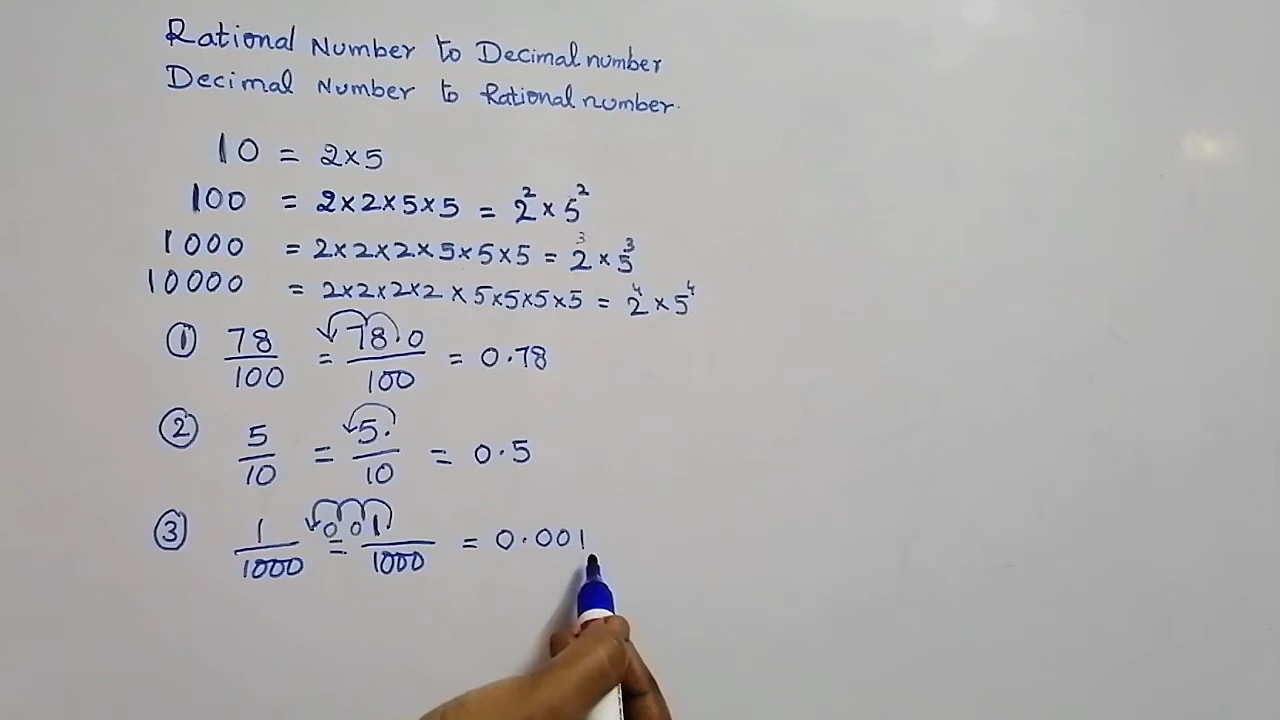 Rational Number to Decimal number
Decimal Number to Rational number.
10 = 2×5
100 = 2×2×5×5 = 2² × 5²
1000 = 2×2×2×5×5×5 = 2³ × 5³
10000 = 2×2×2×2×5×5×5×5 = 2⁴ × 5⁴
① 78/100 = 78.0/100 = 0.78
② 5/10 = 5./10 = 0.5
③ 1/1000 = 001/1000 = 0.001